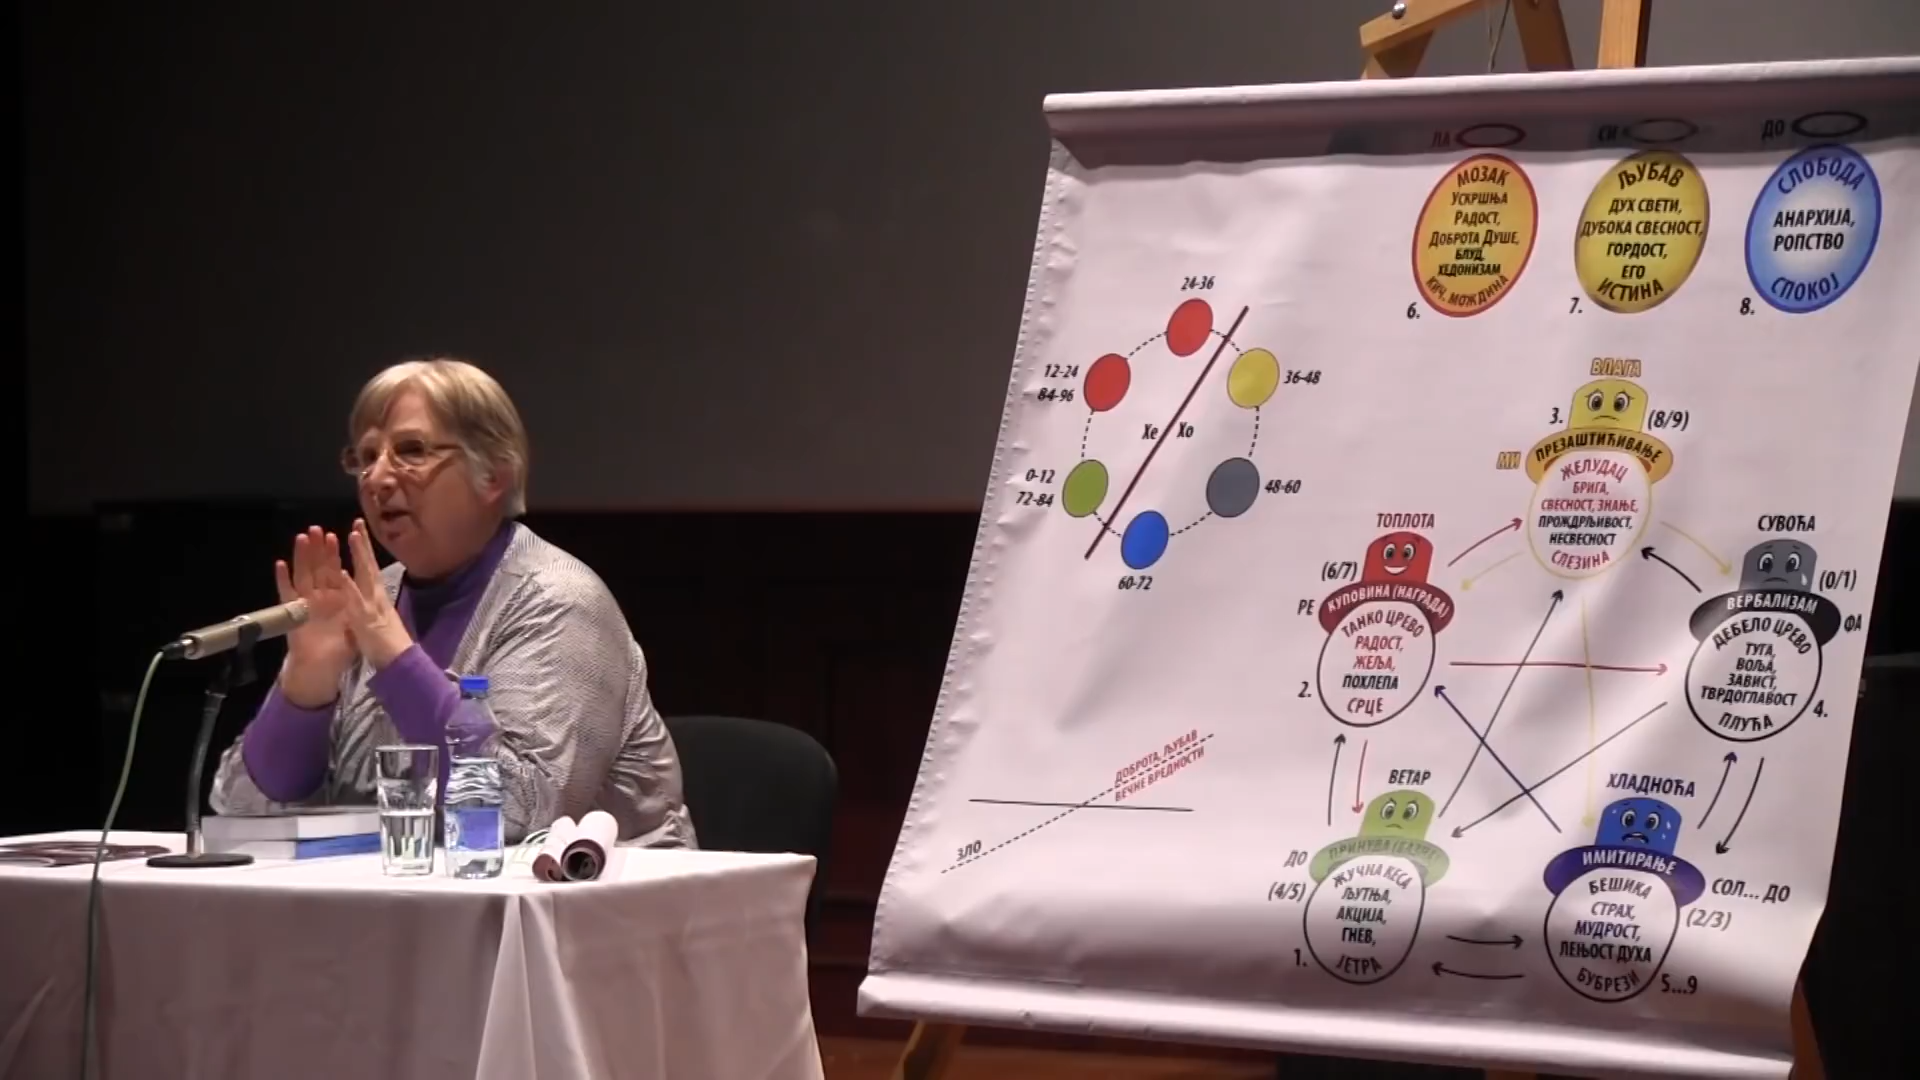 ЛА
СИ
ДО
МОЗАК
УСКРШЊА
РАДОСТ,
ДОБРОТА ДУШЕ,
БЛУД,
ХЕДОНИЗАМ
КИЧ. МОЖДИНА
6.
ЉУБАВ
ДУХ СВЕТИ,
ДУБОКА СВЕСНОСТ,
ГОРДОСТ,
ЕГО
ИСТИНА
7.
СЛОБОДА
АНАРХИЈА,
РОПСТВО
СПОКОЈ
8.
24-36
12-24
84-96
36-48
Хе
Хо
0-12
72-84
48-60
60-72
ВЛАГА
3.
(8/9)
МИ
ПРЕЗАШТИЋИВАЊЕ
ЖЕЛУДАЦ
БРИГА,
СВЕСНОСТ, ЗНАЊЕ,
ПРОЖДРЉИВОСТ,
НЕСВЕСНОСТ
СЛЕЗИНА
ТОПЛОТА
(6/7)
РЕ
КУПОВИНА (НАГРАДА)
ТАНКО ЦРЕВО
РАДОСТ,
ЖЕЉА,
ПОХЛЕПА
СРЦЕ
2.
СУВОЋА
(0/1)
ВЕРБАЛИЗАМ
ФА
ДЕБЕЛО ЦРЕВО
ТУГА,
ВОЉА,
ЗАВИСТ,
ТВРДОГЛАВОСТ
ПЛУЋА
4.
ДОБРОТА, ЉУБАВ
ВЕЧНЕ ВРЕДНОСТИ
ЗЛО
ВЕТАР
ДО
(4/5)
ПРИНУДА
ЖУЧНА КЕСА
ЉУТЊА,
АКЦИЈА,
ГНЕВ,
ЈЕТРА
1.
ХЛАДНОЋА
ИМИТИРАЊЕ
СОЛ... ДО
(2/3)
БЕШИКА
СТРАХ,
МУДРОСТ,
ЛЕЊОСТ ДУХА
БУБРЕЗИ
5...9